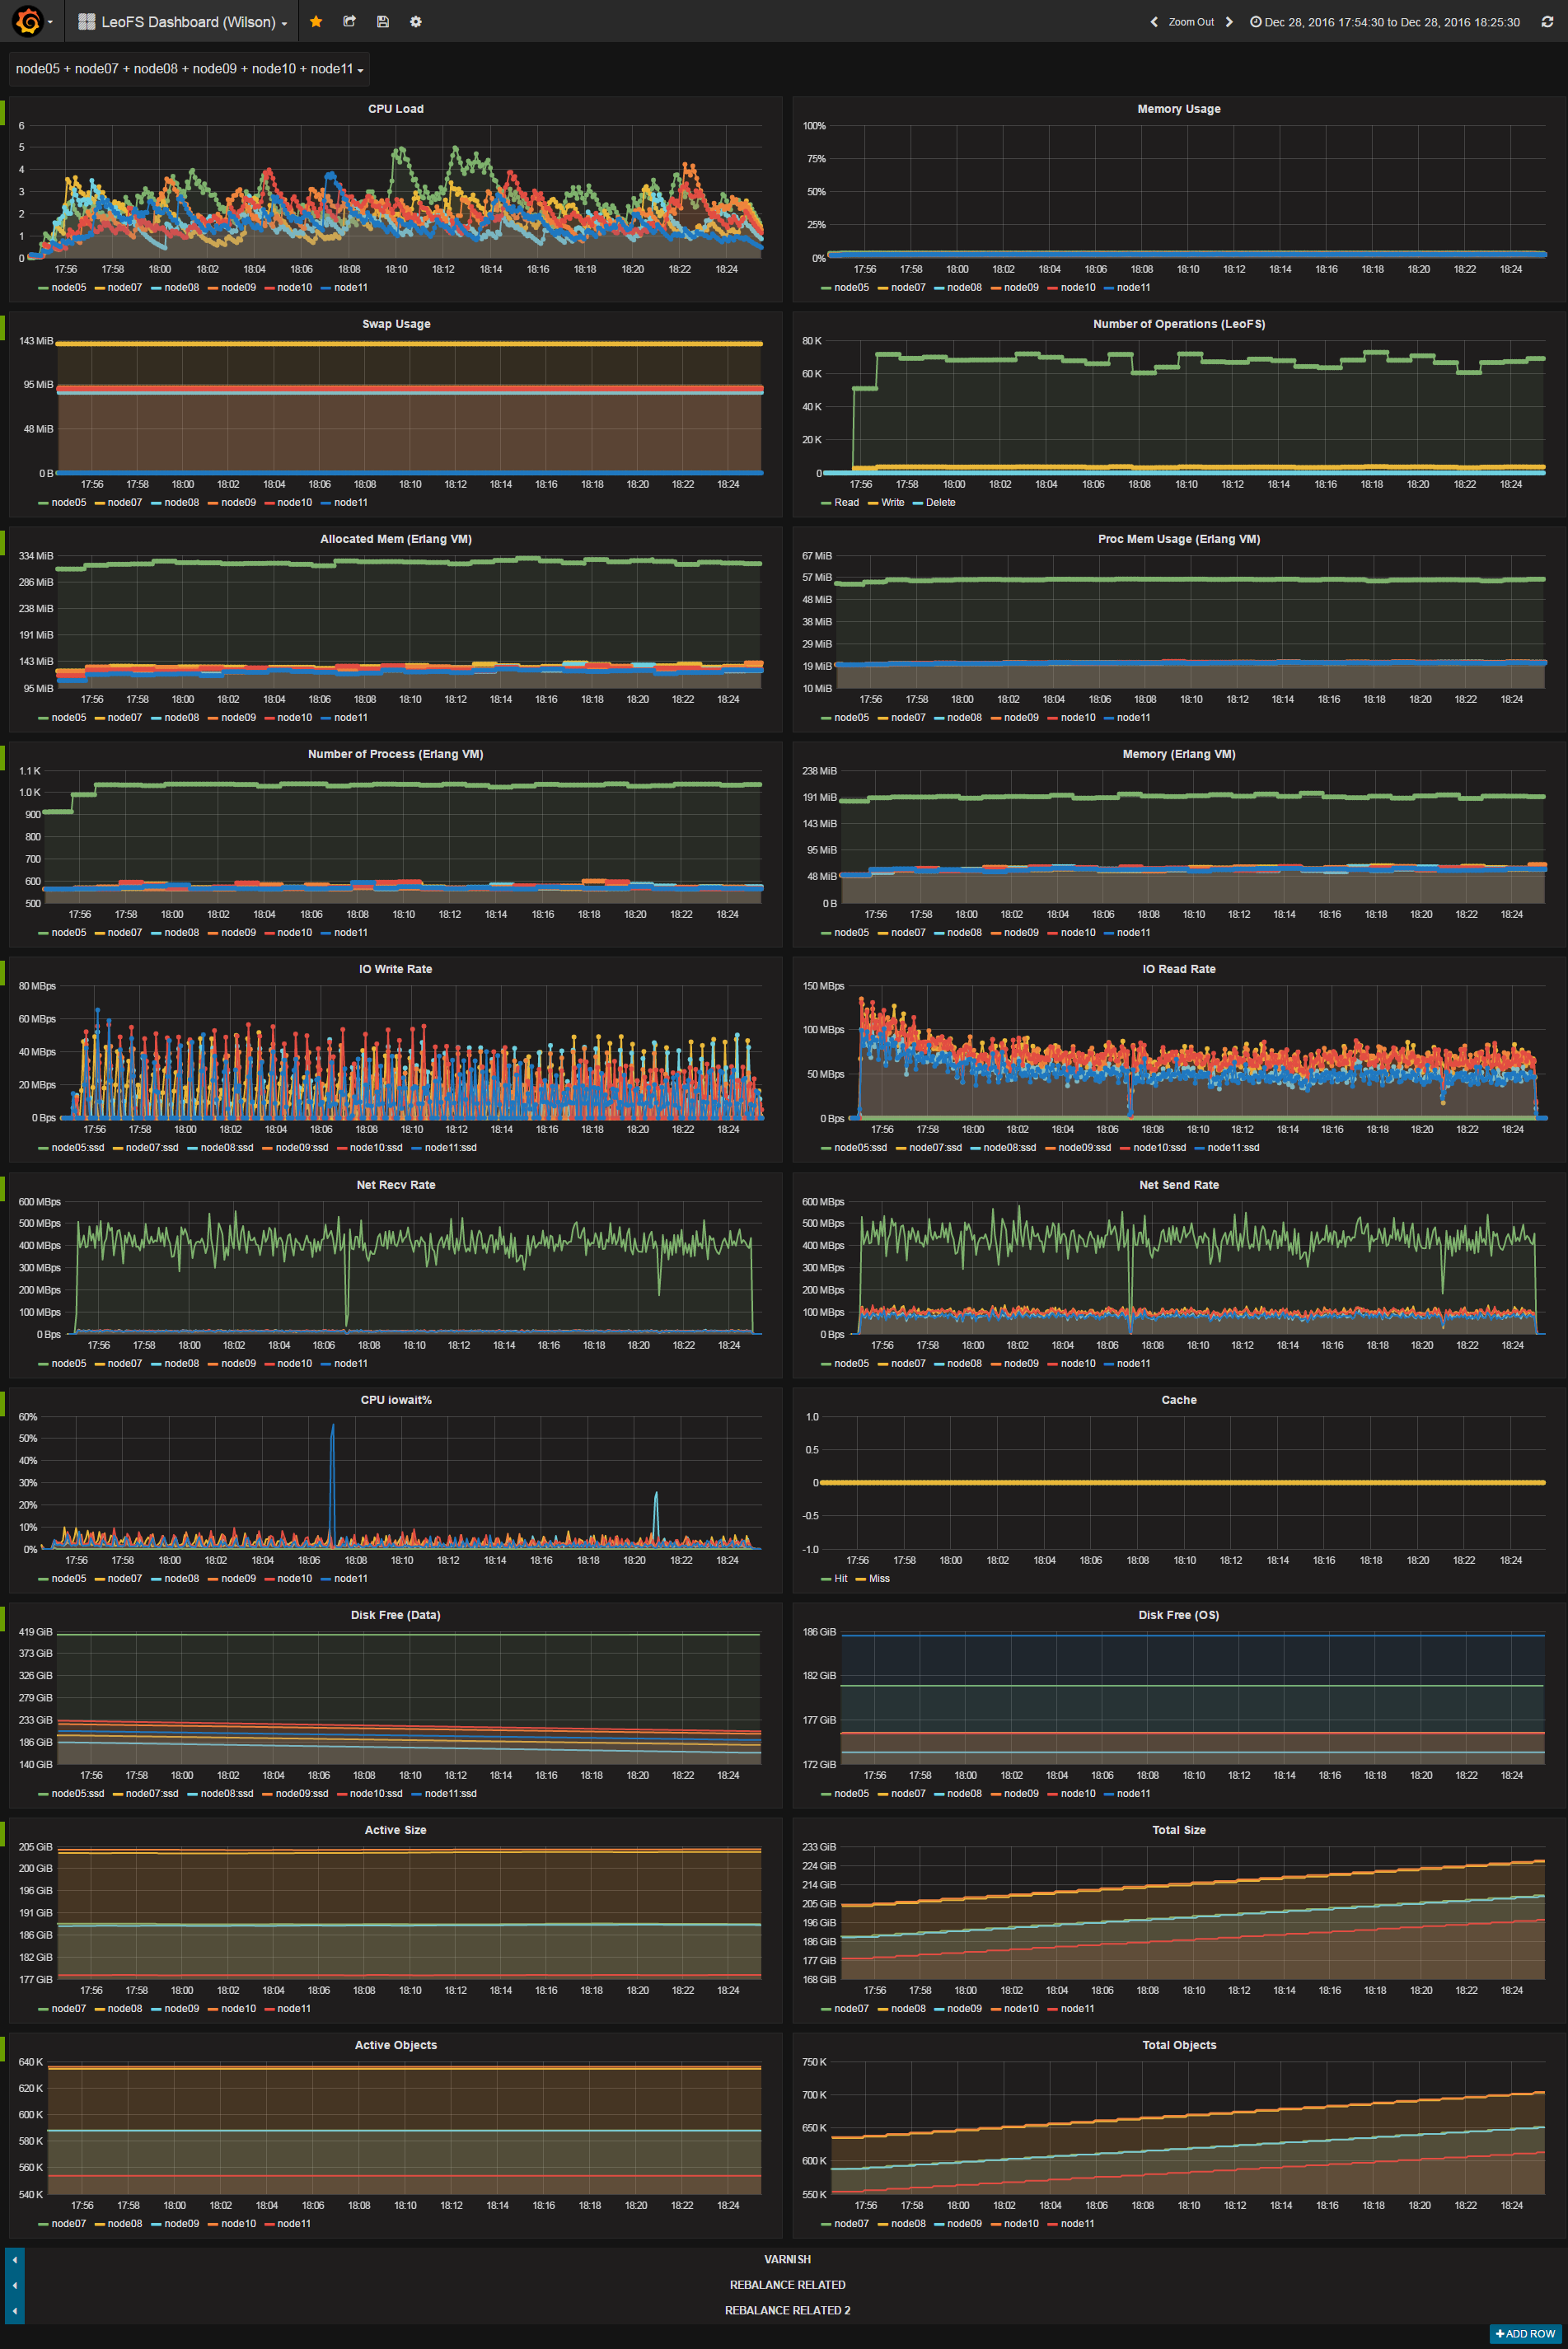 LeoFS Dashboard (Wilson)
Zoom Out
Dec 28, 2016 17:54:30 to Dec 28, 2016 18:25:30
node05 + node07 + node08 + node09 + node10 + node11
CPU Load
6
5
4
3
2
1
0
17:56 17:58 18:00 18:02 18:04 18:06 18:08 18:10 18:12 18:14 18:16 18:18 18:20 18:22 18:24
node05 node07 node08 node09 node10 node11
Memory Usage
100%
75%
50%
25%
0%
17:56 17:58 18:00 18:02 18:04 18:06 18:08 18:10 18:12 18:14 18:16 18:18 18:20 18:22 18:24
node05 node07 node08 node09 node10 node11
Swap Usage
143 MiB
95 MiB
48 MiB
0 B
17:56 17:58 18:00 18:02 18:04 18:06 18:08 18:10 18:12 18:14 18:16 18:18 18:20 18:22 18:24
node05 node07 node08 node09 node10 node11
Number of Operations (LeoFS)
80 K
60 K
40 K
20 K
0
17:56 17:58 18:00 18:02 18:04 18:06 18:08 18:10 18:12 18:14 18:16 18:18 18:20 18:22 18:24
Read Write Delete
Allocated Mem (Erlang VM)
334 MiB
286 MiB
238 MiB
191 MiB
143 MiB
95 MiB
17:56 17:58 18:00 18:02 18:04 18:06 18:08 18:10 18:12 18:14 18:16 18:18 18:20 18:22 18:24
node05 node07 node08 node09 node10 node11
Proc Mem Usage (Erlang VM)
67 MiB
57 MiB
48 MiB
38 MiB
29 MiB
19 MiB
10 MiB
17:56 17:58 18:00 18:02 18:04 18:06 18:08 18:10 18:12 18:14 18:16 18:18 18:20 18:22 18:24
node05 node07 node08 node09 node10 node11
Number of Process (Erlang VM)
1.1 K
1.0 K
900
800
700
600
500
17:56 17:58 18:00 18:02 18:04 18:06 18:08 18:10 18:12 18:14 18:16 18:18 18:20 18:22 18:24
node05 node07 node08 node09 node10 node11
Memory (Erlang VM)
238 MiB
191 MiB
143 MiB
95 MiB
48 MiB
0 B
17:56 17:58 18:00 18:02 18:04 18:06 18:08 18:10 18:12 18:14 18:16 18:18 18:20 18:22 18:24
node05 node07 node08 node09 node10 node11
IO Write Rate
80 MBps
60 MBps
40 MBps
20 MBps
0 Bps
17:56 17:58 18:00 18:02 18:04 18:06 18:08 18:10 18:12 18:14 18:16 18:18 18:20 18:22 18:24
node05:ssd node07:ssd node08:ssd node09:ssd node10:ssd node11:ssd
IO Read Rate
150 MBps
100 MBps
50 MBps
0 Bps
17:56 17:58 18:00 18:02 18:04 18:06 18:08 18:10 18:12 18:14 18:16 18:18 18:20 18:22 18:24
node05:ssd node07:ssd node08:ssd node09:ssd node10:ssd node11:ssd
Net Recv Rate
600 MBps
500 MBps
400 MBps
300 MBps
200 MBps
100 MBps
0 Bps
17:56 17:58 18:00 18:02 18:04 18:06 18:08 18:10 18:12 18:14 18:16 18:18 18:20 18:22 18:24
node05 node07 node08 node09 node10 node11
Net Send Rate
600 MBps
500 MBps
400 MBps
300 MBps
200 MBps
100 MBps
0 Bps
17:56 17:58 18:00 18:02 18:04 18:06 18:08 18:10 18:12 18:14 18:16 18:18 18:20 18:22 18:24
node05 node07 node08 node09 node10 node11
CPU iowait%
60%
50%
40%
30%
20%
10%
0%
17:56 17:58 18:00 18:02 18:04 18:06 18:08 18:10 18:12 18:14 18:16 18:18 18:20 18:22 18:24
node05 node07 node08 node09 node10 node11
Cache
1.0
0.5
0
-0.5
-1.0
17:56 17:58 18:00 18:02 18:04 18:06 18:08 18:10 18:12 18:14 18:16 18:18 18:20 18:22 18:24
Hit Miss
Disk Free (Data)
419 GiB
373 GiB
326 GiB
279 GiB
233 GiB
186 GiB
140 GiB
17:56 17:58 18:00 18:02 18:04 18:06 18:08 18:10 18:12 18:14 18:16 18:18 18:20 18:22 18:24
node05:ssd node07:ssd node08:ssd node09:ssd node10:ssd node11:ssd
Disk Free (OS)
186 GiB
182 GiB
177 GiB
172 GiB
17:56 17:58 18:00 18:02 18:04 18:06 18:08 18:10 18:12 18:14 18:16 18:18 18:20 18:22 18:24
node05 node07 node08 node09 node10 node11
Active Size
205 GiB
200 GiB
196 GiB
191 GiB
186 GiB
182 GiB
177 GiB
17:56 17:58 18:00 18:02 18:04 18:06 18:08 18:10 18:12 18:14 18:16 18:18 18:20 18:22 18:24
node07 node08 node09 node10 node11
Total Size
233 GiB
224 GiB
214 GiB
205 GiB
196 GiB
186 GiB
177 GiB
168 GiB
17:56 17:58 18:00 18:02 18:04 18:06 18:08 18:10 18:12 18:14 18:16 18:18 18:20 18:22 18:24
node07 node08 node09 node10 node11
Active Objects
640 K
620 K
600 K
580 K
560 K
540 K
17:56 17:58 18:00 18:02 18:04 18:06 18:08 18:10 18:12 18:14 18:16 18:18 18:20 18:22 18:24
node07 node08 node09 node10 node11
Total Objects
750 K
700 K
650 K
600 K
550 K
17:56 17:58 18:00 18:02 18:04 18:06 18:08 18:10 18:12 18:14 18:16 18:18 18:20 18:22 18:24
node07 node08 node09 node10 node11
VARNISH
REBALANCE RELATED
REBALANCE RELATED 2
ADD ROW